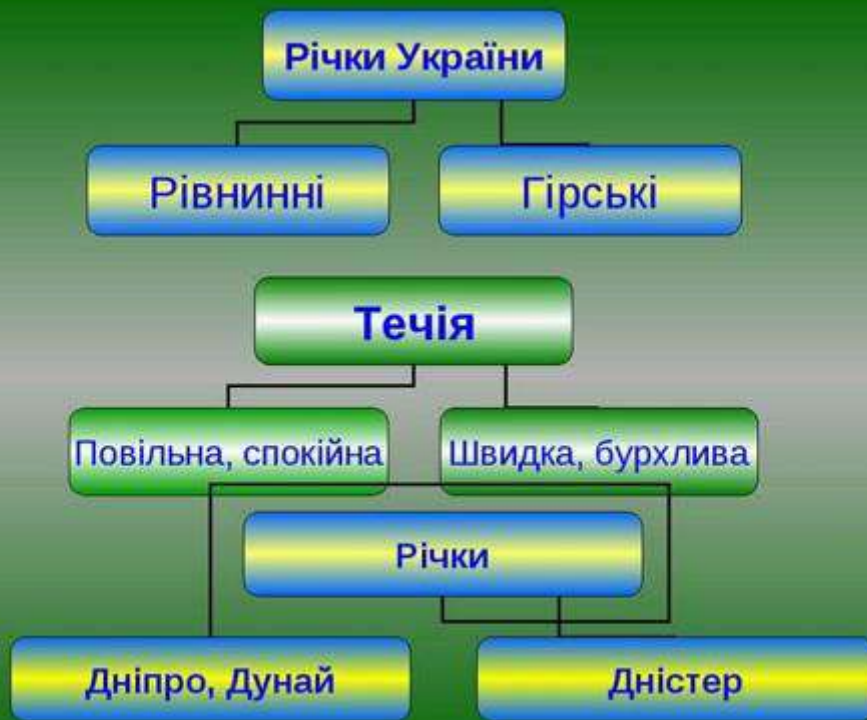 Річки України
Рівнинні
Гірські
Течія
Повільна, спокійна
Швидка, бурхлива
Річки
Дніпро, Дунай
Дністер